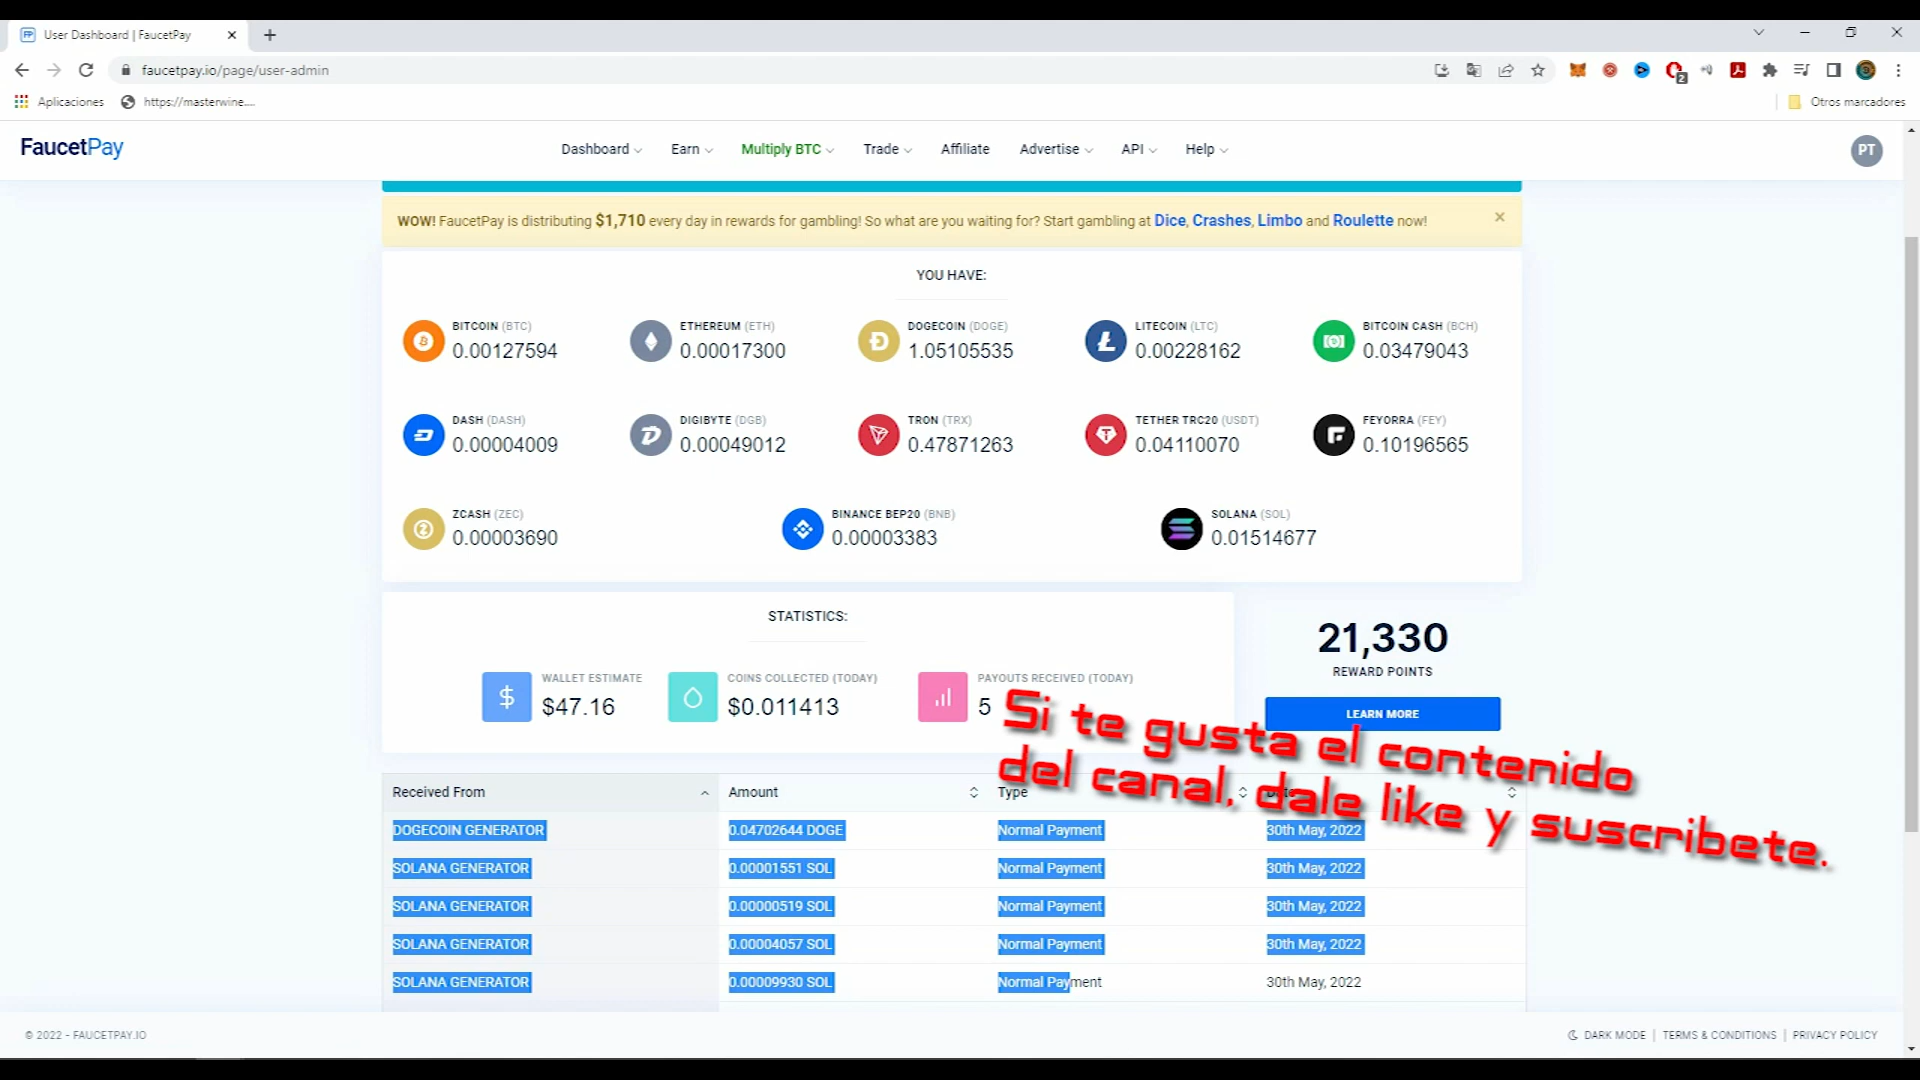 User Dashboard | FaucetPay
faucetpay.io/page/user-admin
2
Aplicaciones
https://masterwine....
Otros marcadores
FaucetPay
Dashboard
Earn
Multiply BTC
Trade
Affiliate
Advertise
API
Help
PT
WOW! FaucetPay is distributing $1,710 every day in rewards for gambling! So what are you waiting for? Start gambling at Dice, Crashes, Limbo and Roulette now!
YOU HAVE:
BITCOIN (BTC)
0.00127594
ETHEREUM (ETH)
0.00017300
DOGECOIN (DOGE)
1.05105535
LITECOIN (LTC)
0.00228162
BITCOIN CASH (BCH)
0.03479043
DASH (DASH)
0.00004009
DIGIBYTE (DGB)
0.00049012
TRON (TRX)
0.47871263
TETHER TRC20 (USDT)
0.04110070
FEYORRA (FEY)
0.10196565
ZCASH (ZEC)
0.00003690
BINANCE BEP20 (BNB)
0.00003383
SOLANA (SOL)
0.01514677
STATISTICS:
WALLET ESTIMATE
$47.16
COINS COLLECTED (TODAY)
$0.011413
PAYOUTS RECEIVED (TODAY)
5
21,330
REWARD POINTS
LEARN MORE
Si te gusta el contenido
del canal, dale like y suscribete.
Received From Amount Type
DOGECOIN GENERATOR 0.04702644 DOGE Normal Payment 30th May, 2022
SOLANA GENERATOR 0.00001551 SOL Normal Payment 30th May, 2022
SOLANA GENERATOR 0.00000519 SOL Normal Payment 30th May, 2022
SOLANA GENERATOR 0.00004057 SOL Normal Payment 30th May, 2022
SOLANA GENERATOR 0.00009930 SOL Normal Payment 30th May, 2022
© 2022 - FAUCETPAY.IO
DARK MODE | TERMS & CONDITIONS | PRIVACY POLICY